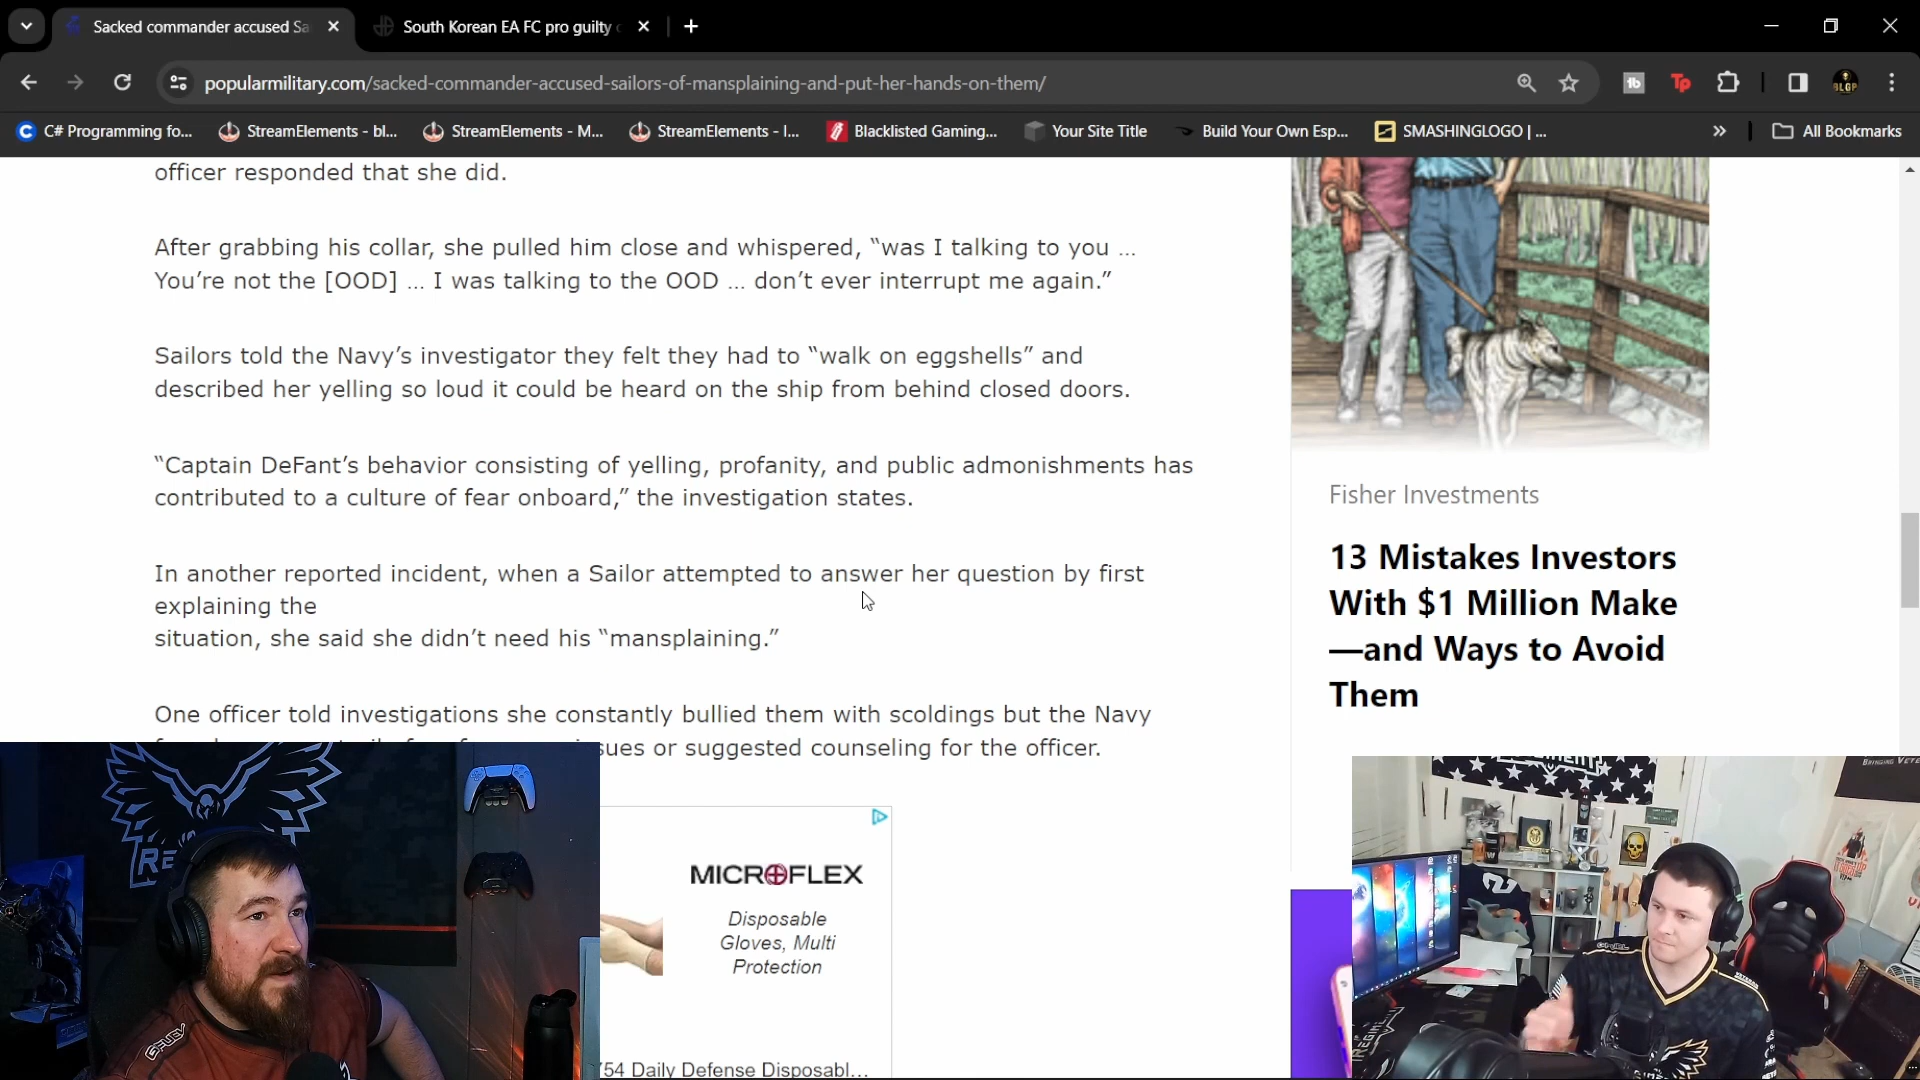 Sacked commander accused Sa
South Korean EA FC pro guilty
popularmilitary.com/sacked-commander-accused-sailors-of-mansplaining-and-put-her-hands-on-them/
tb
Tp
BLGP
C# Programming fo...
StreamElements - bl...
StreamElements - M...
StreamElements - I...
Blacklisted Gaming...
Your Site Title
Build Your Own Esp...
SMASHINGLOGO | ...
All Bookmarks
officer responded that she did.
After grabbing his collar, she pulled him close and whispered, “was I talking to you …
You’re not the [OOD] … I was talking to the OOD … don’t ever interrupt me again.”
Sailors told the Navy’s investigator they felt they had to “walk on eggshells” and
described her yelling so loud it could be heard on the ship from behind closed doors.
“Captain DeFant’s behavior consisting of yelling, profanity, and public admonishments has
contributed to a culture of fear onboard,” the investigation states.
In another reported incident, when a Sailor attempted to answer her question by first
explaining the
situation, she said she didn’t need his “mansplaining.”
One officer told investigations she constantly bullied them with scoldings but the Navy
or suggested counseling for the officer.
Fisher Investments
13 Mistakes Investors
With $1 Million Make
—and Ways to Avoid
Them
MICROFLEX
Disposable
Gloves, Multi
Protection
54 Daily Defense Disposabl...
RE
GFUEL